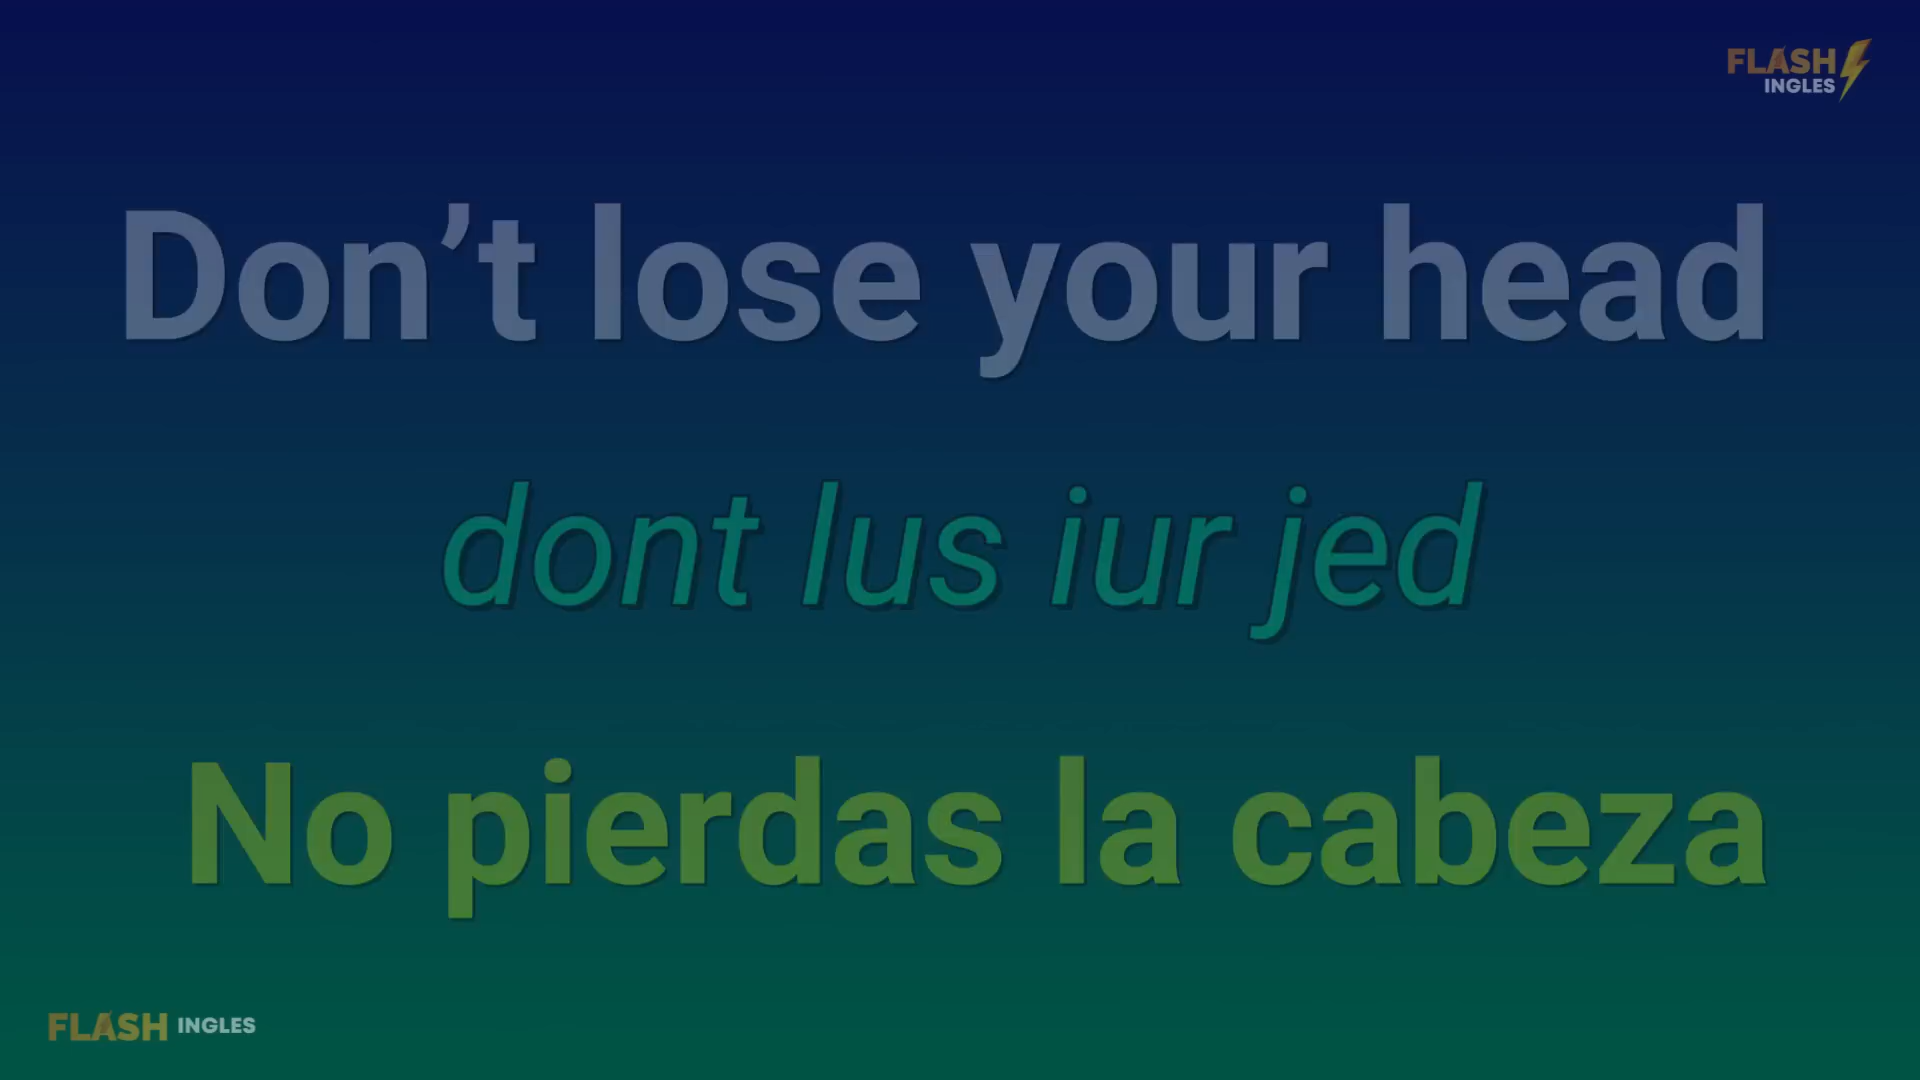 FLASH
INGLES
Don’t lose your head
dont lus iur jed
No pierdas la cabeza
FLASH INGLES